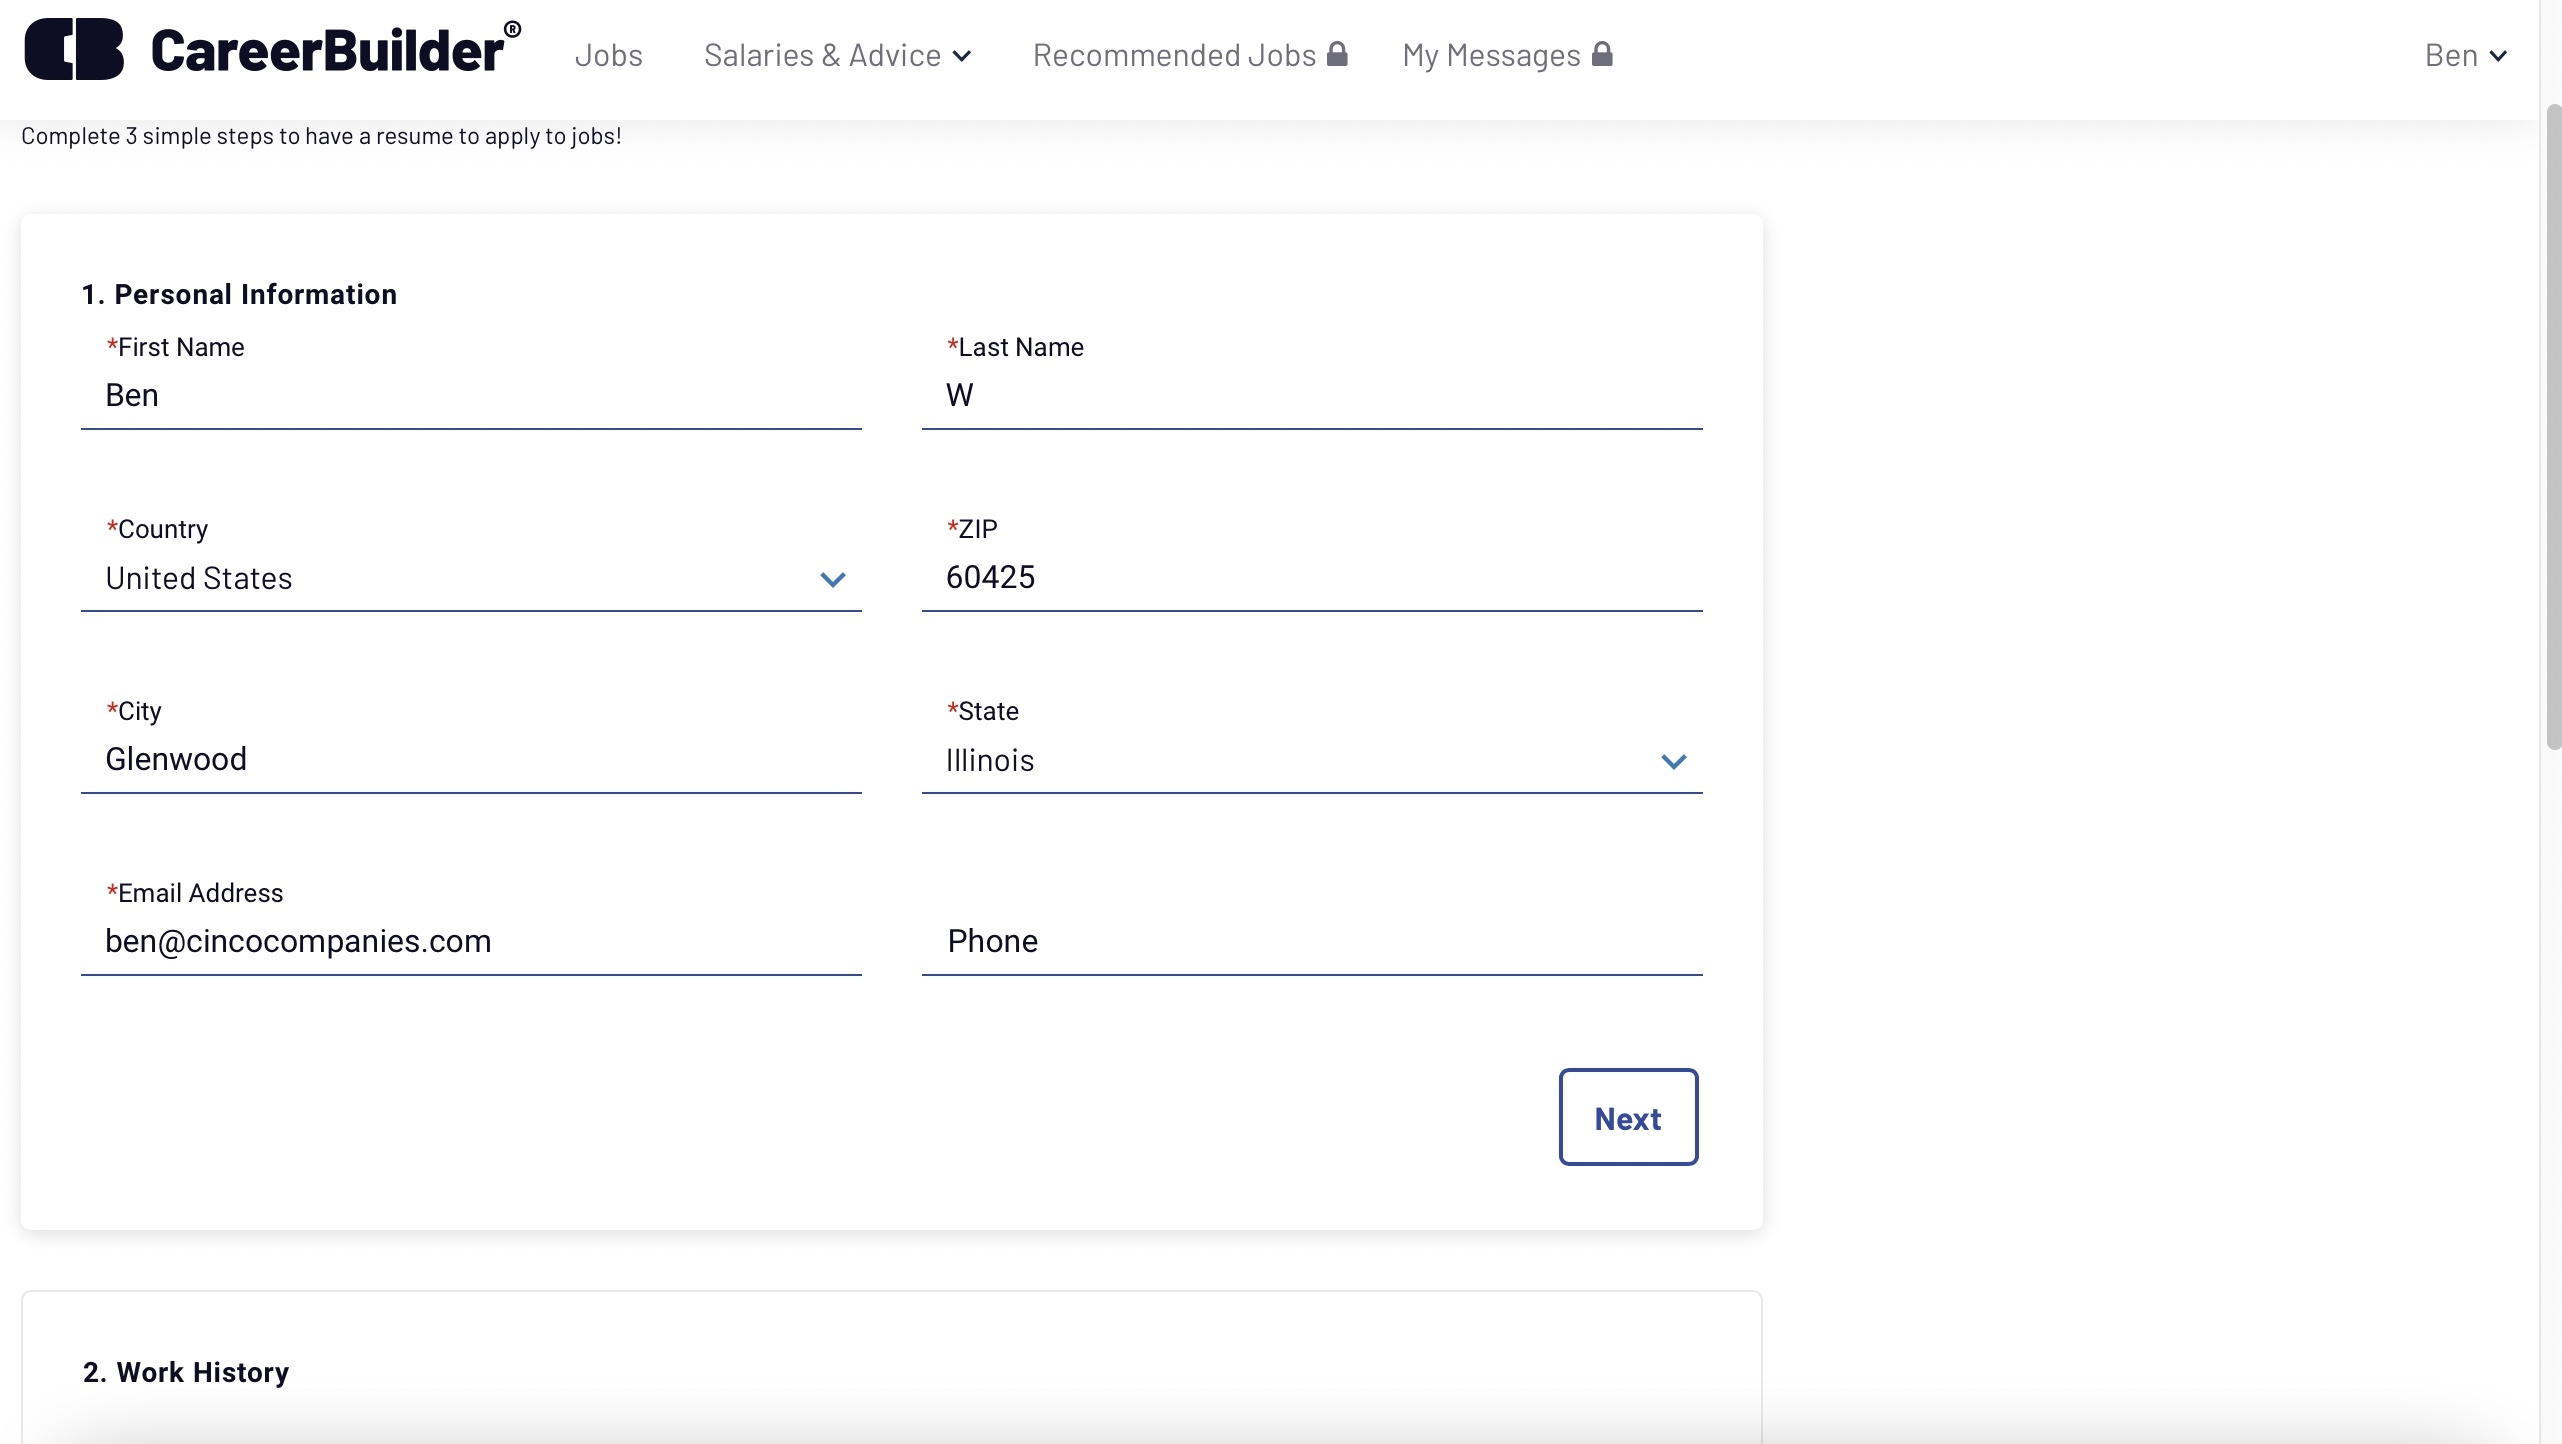 CareerBuilder® Jobs Salaries & Advice Recommended Jobs My Messages Ben
Complete 3 simple steps to have a resume to apply to jobs!
1. Personal Information
*First Name *Last Name
Ben W
*Country *ZIP
United States 60425
*City *State
Glenwood Illinois
*Email Address
ben@cincocompanies.com Phone
Next
2. Work History